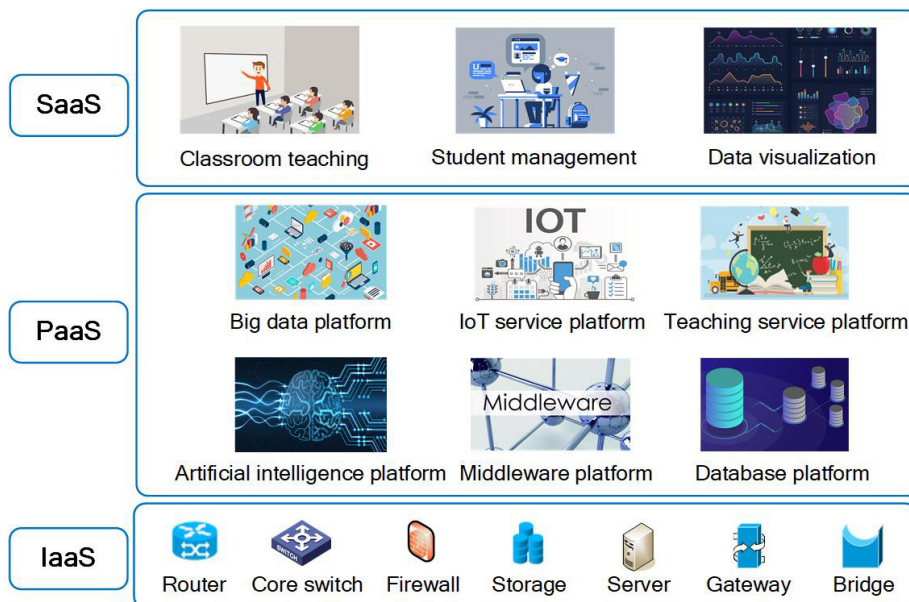 SaaS
Classroom teaching
Student management
Data visualization
PaaS
IOT
Big data platform
IoT service platform
Teaching service platform
Middleware
Artificial intelligence platform
Middleware platform
Database platform
IaaS
SWITCH
Router
Core switch
Firewall
Storage
Server
Gateway
Bridge